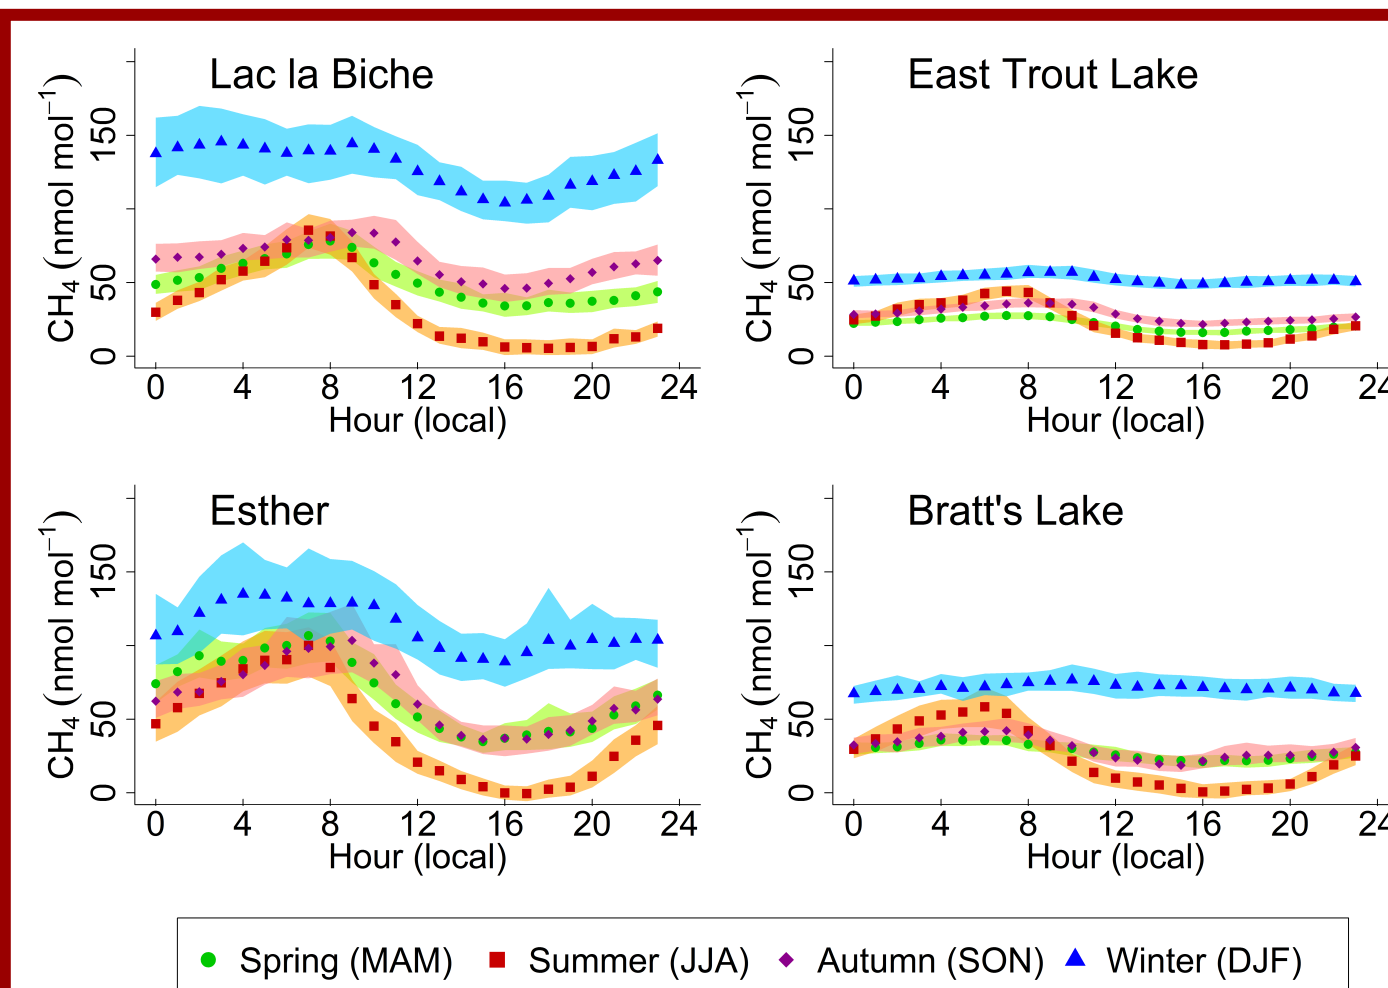 Lac la Biche
CH₄ (nmol mol⁻¹)
150
50
0
0 4 8 12 16 20 24
Hour (local)
East Trout Lake
CH₄ (nmol mol⁻¹)
150
50
0
0 4 8 12 16 20 24
Hour (local)
Esther
CH₄ (nmol mol⁻¹)
150
50
0
0 4 8 12 16 20 24
Hour (local)
Bratt's Lake
CH₄ (nmol mol⁻¹)
150
50
0
0 4 8 12 16 20 24
Hour (local)
Spring (MAM) Summer (JJA) Autumn (SON) Winter (DJF)